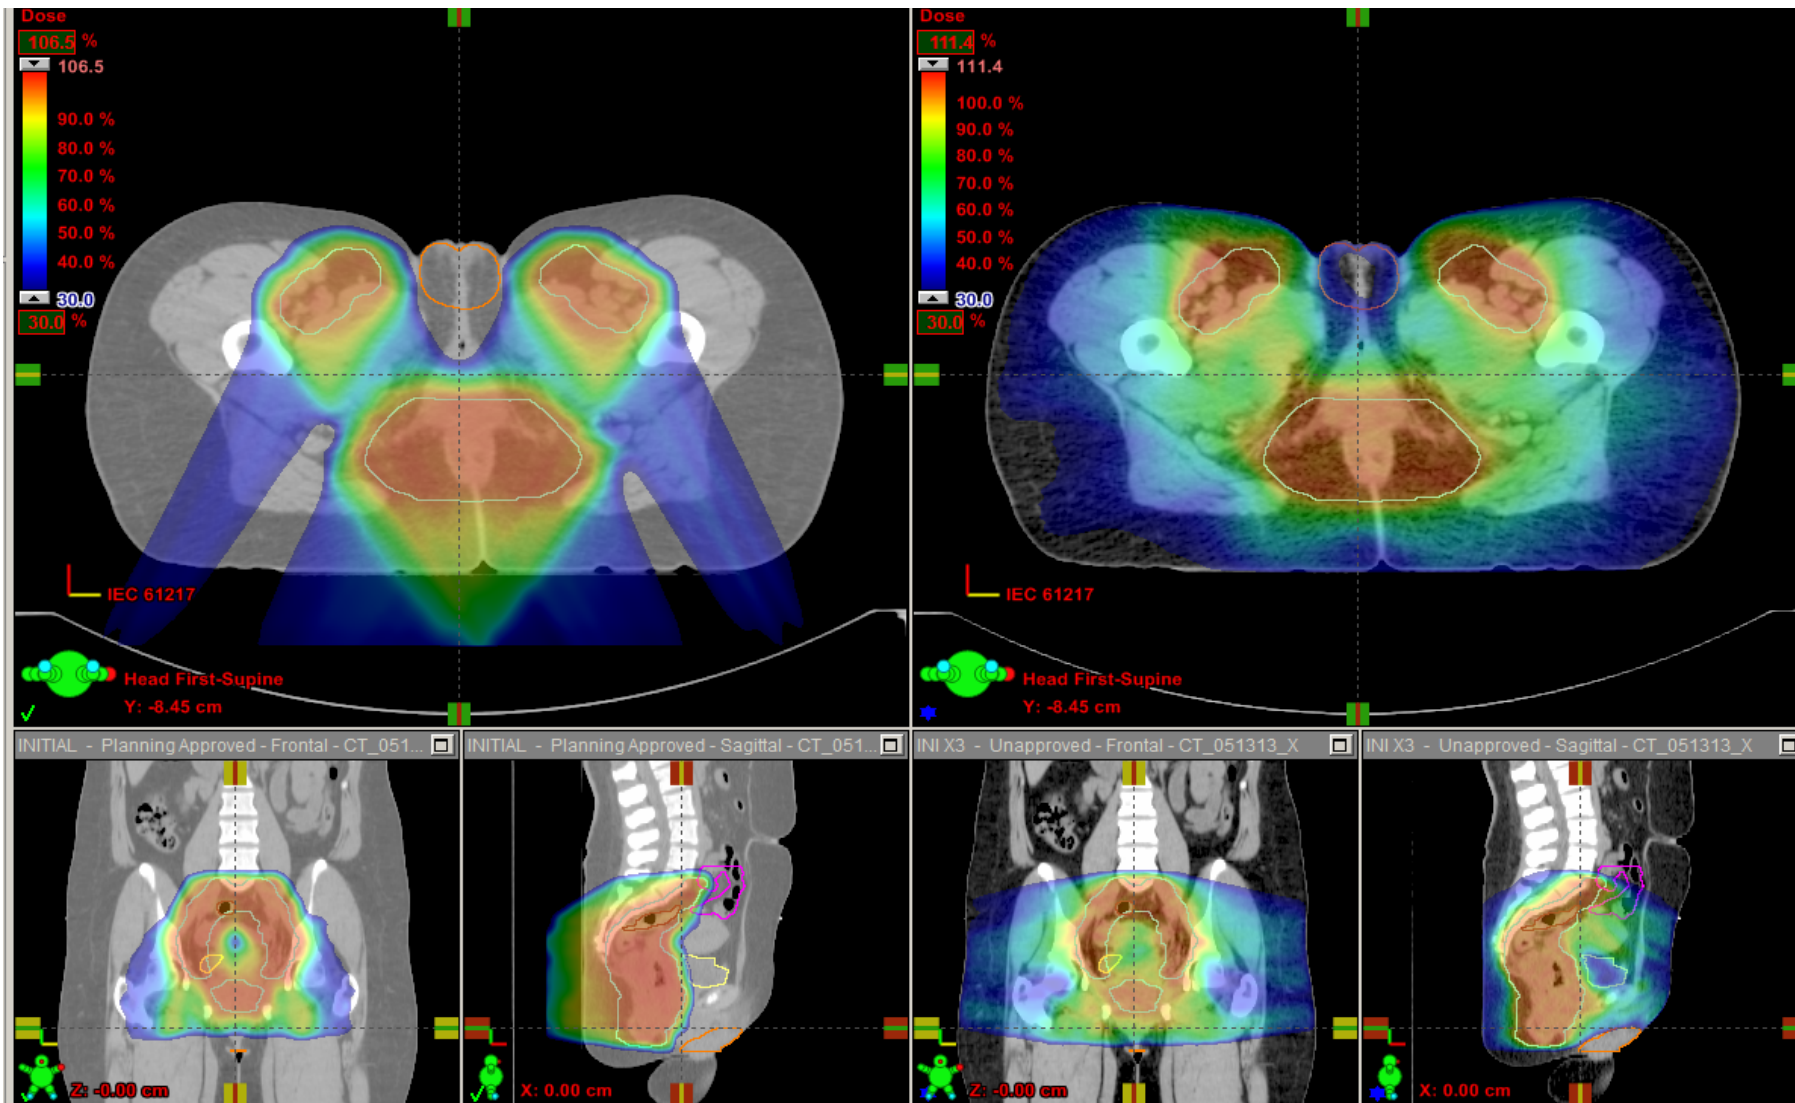 Dose
106.5 %
106.5
90.0 %
80.0 %
70.0 %
60.0 %
50.0 %
40.0 %
30.0
30.0 %
IEC 61217
Head First-Supine
Y: -8.45 cm
Dose
111.4 %
111.4
100.0 %
90.0 %
80.0 %
70.0 %
60.0 %
50.0 %
40.0 %
30.0
30.0 %
IEC 61217
Head First-Supine
Y: -8.45 cm
INITIAL - Planning Approved - Frontal - CT_051...
Z: -0.00 cm
INITIAL - Planning Approved - Sagittal - CT_051...
X: 0.00 cm
INI X3 - Unapproved - Frontal - CT_051313_X
Z: -0.00 cm
INI X3 - Unapproved - Sagittal - CT_051313_X
X: 0.00 cm